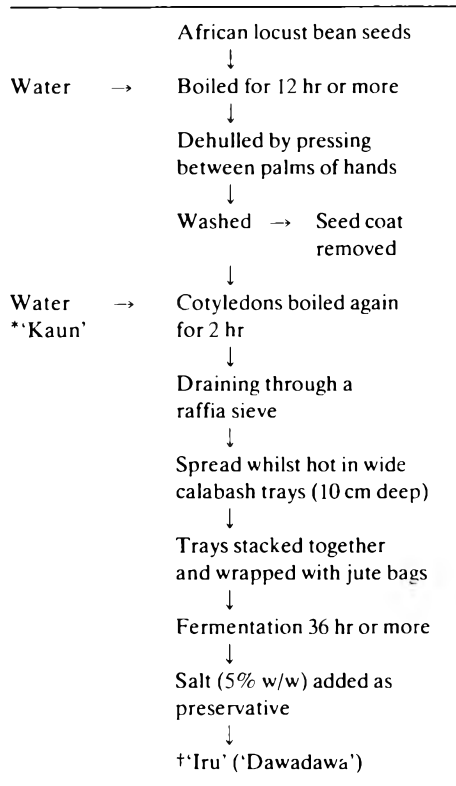 African locust bean seeds
↓
Water → Boiled for 12 hr or more
↓
Dehulled by pressing
between palms of hands
↓
Washed → Seed coat
removed
↓
Water → Cotyledons boiled again
*‘Kaun’ for 2 hr
↓
Draining through a
raffia sieve
↓
Spread whilst hot in wide
calabash trays (10 cm deep)
↓
Trays stacked together
and wrapped with jute bags
↓
Fermentation 36 hr or more
↓
Salt (5% w/w) added as
preservative
↓
†‘Iru’ (‘Dawadawa’)